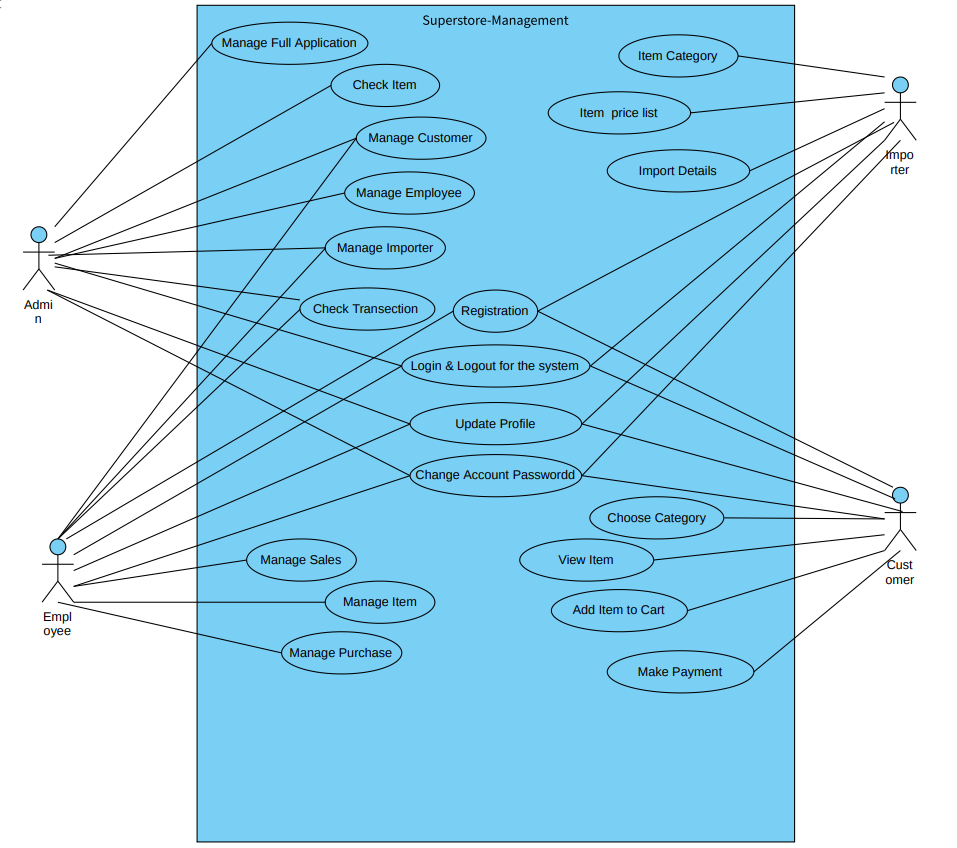 Superstore-Management
Manage Full Application
Item Category
Check Item
Item price list
Manage Customer
Impo
rter
Import Details
Manage Employee
Manage Importer
Admi
n
Check Transection
Registration
Login & Logout for the system
Update Profile
Change Account Passwordd
Choose Category
View Item
Manage Sales
Cust
omer
Manage Item
Add Item to Cart
Empl
oyee
Manage Purchase
Make Payment